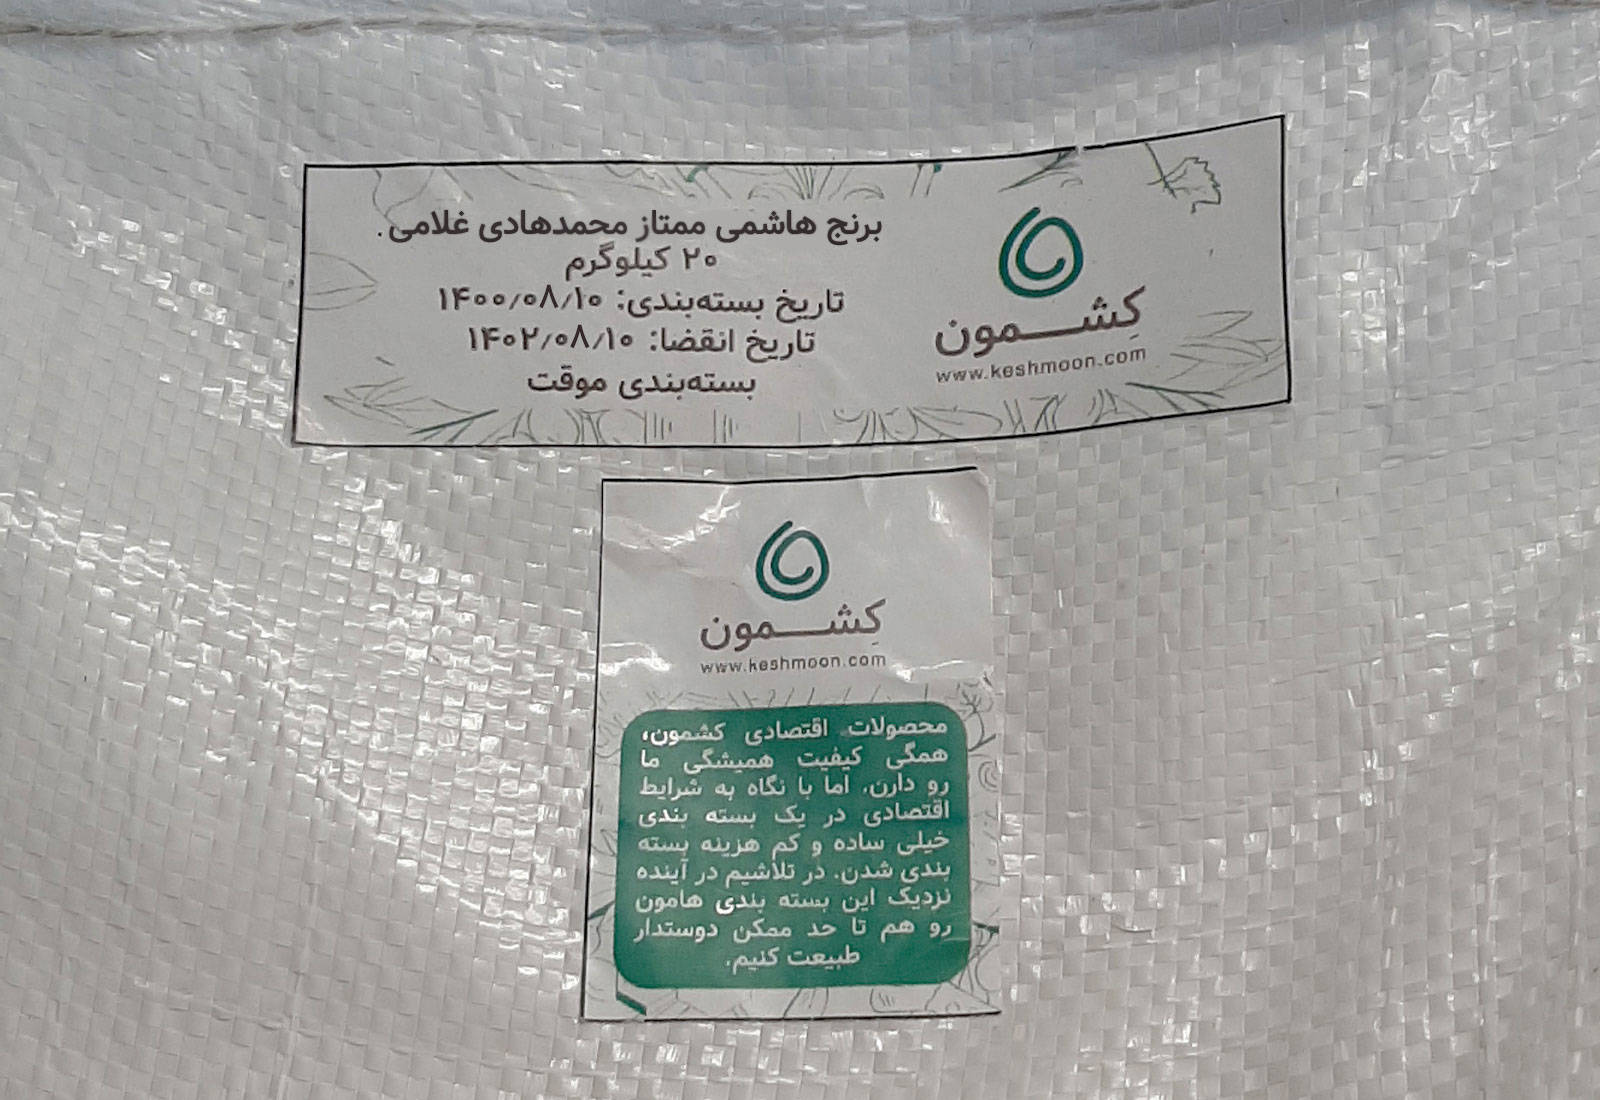 برنج هاشمی ممتاز محمدهادی غلامی.
۲۰ کیلوگرم
تاریخ بسته‌بندی: ۱۴۰۰/۰۸/۱۰
تاریخ انقضا: ۱۴۰۲/۰۸/۱۰
بسته‌بندی موقت
کِشمون
www.keshmoon.com
کِشمون
www.keshmoon.com
محصولات اقتصادی کشمون،
همگی کیفیت همیشگی ما
رو دارن. اما با نگاه به شرایط
اقتصادی در یک بسته بندی
خیلی ساده و کم هزینه بسته
بندی شدن. در تلاشیم در آینده
نزدیک این بسته بندی هامون
رو هم تا حد ممکن دوستدار
طبیعت کنیم.